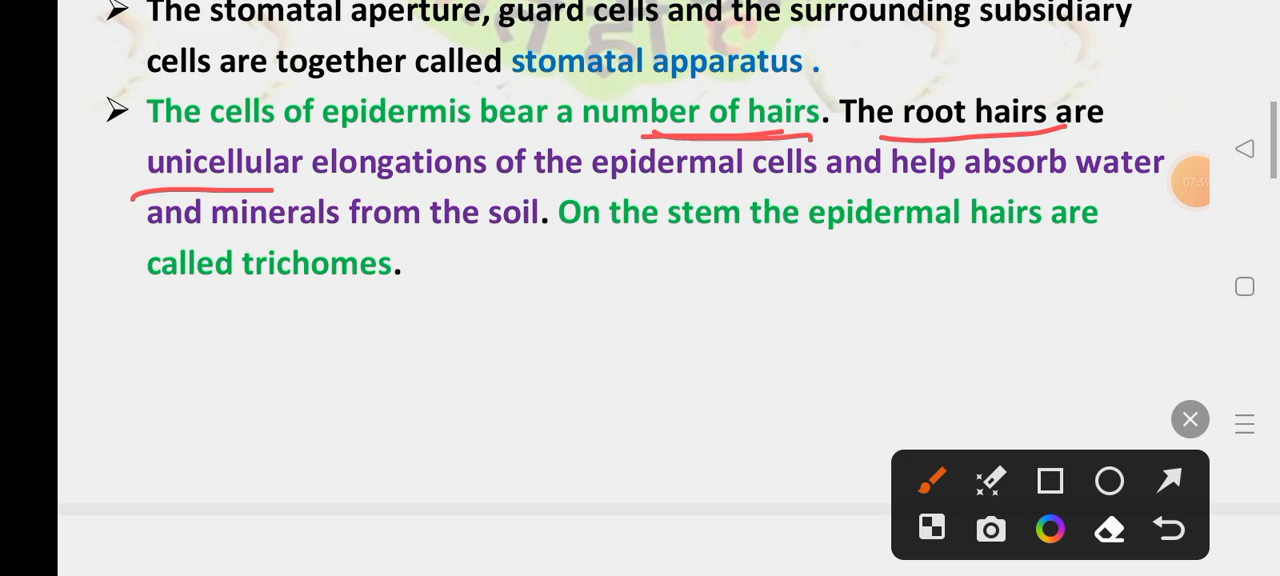 The stomatal aperture, guard cells and the surrounding subsidiary
cells are together called stomatal apparatus .
The cells of epidermis bear a number of hairs. The root hairs are
unicellular elongations of the epidermal cells and help absorb water
and minerals from the soil. On the stem the epidermal hairs are
called trichomes.